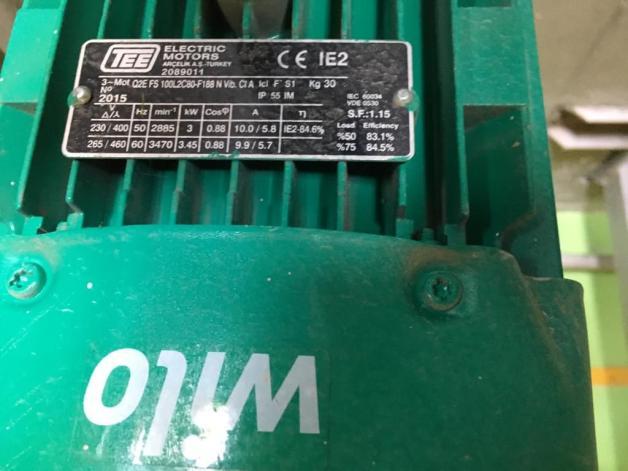 TEE ELECTRIC MOTORS
ARÇELİK A.Ş.-TURKEY
2089011
CE IE2
3~Mot Q2E FS 100L2C80-F188 N Vib. Cl A Icl F S1 Kg 30
Nº 2015 IP 55 IM
IEC 60034
VDE 0530
S.F.:1.15
V Hz min⁻¹ kW Cosφ A η
Δ/⅄
230 / 400 50 2885 3 0.88 10.0 / 5.8 IE2-84.6%
265 / 460 60 3470 3.45 0.88 9.9 / 5.7
Load Efficiency
%50 83.1%
%75 84.5%
wilo